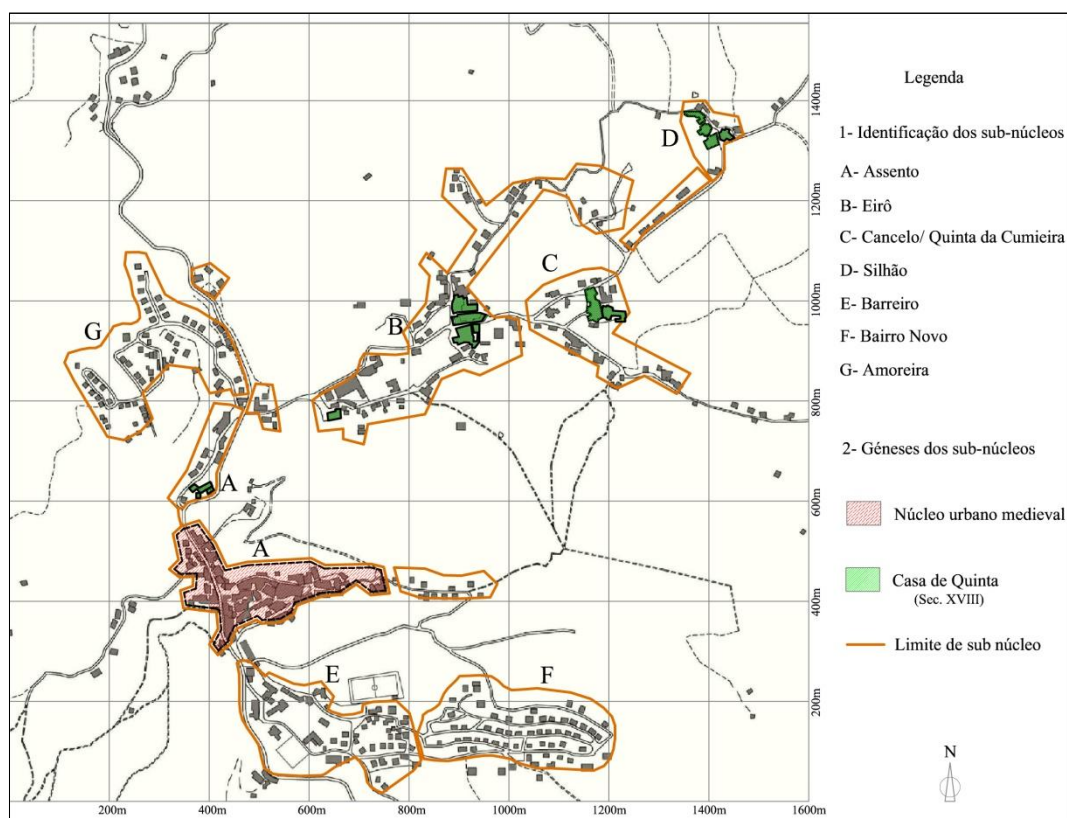 Legenda
1- Identificação dos sub-núcleos
A- Assento
B- Eirô
C- Cancelo/ Quinta da Cumieira
D- Silhão
E- Barreiro
F- Bairro Novo
G- Amoreira
2- Géneses dos sub-núcleos
Núcleo urbano medieval
Casa de Quinta
(Sec. XVIII)
Limite de sub núcleo
N
D
C
B
G
A
A
E
F
1400m
1200m
1000m
800m
600m
400m
200m
200m
400m
600m
800m
1000m
1200m
1400m
1600m